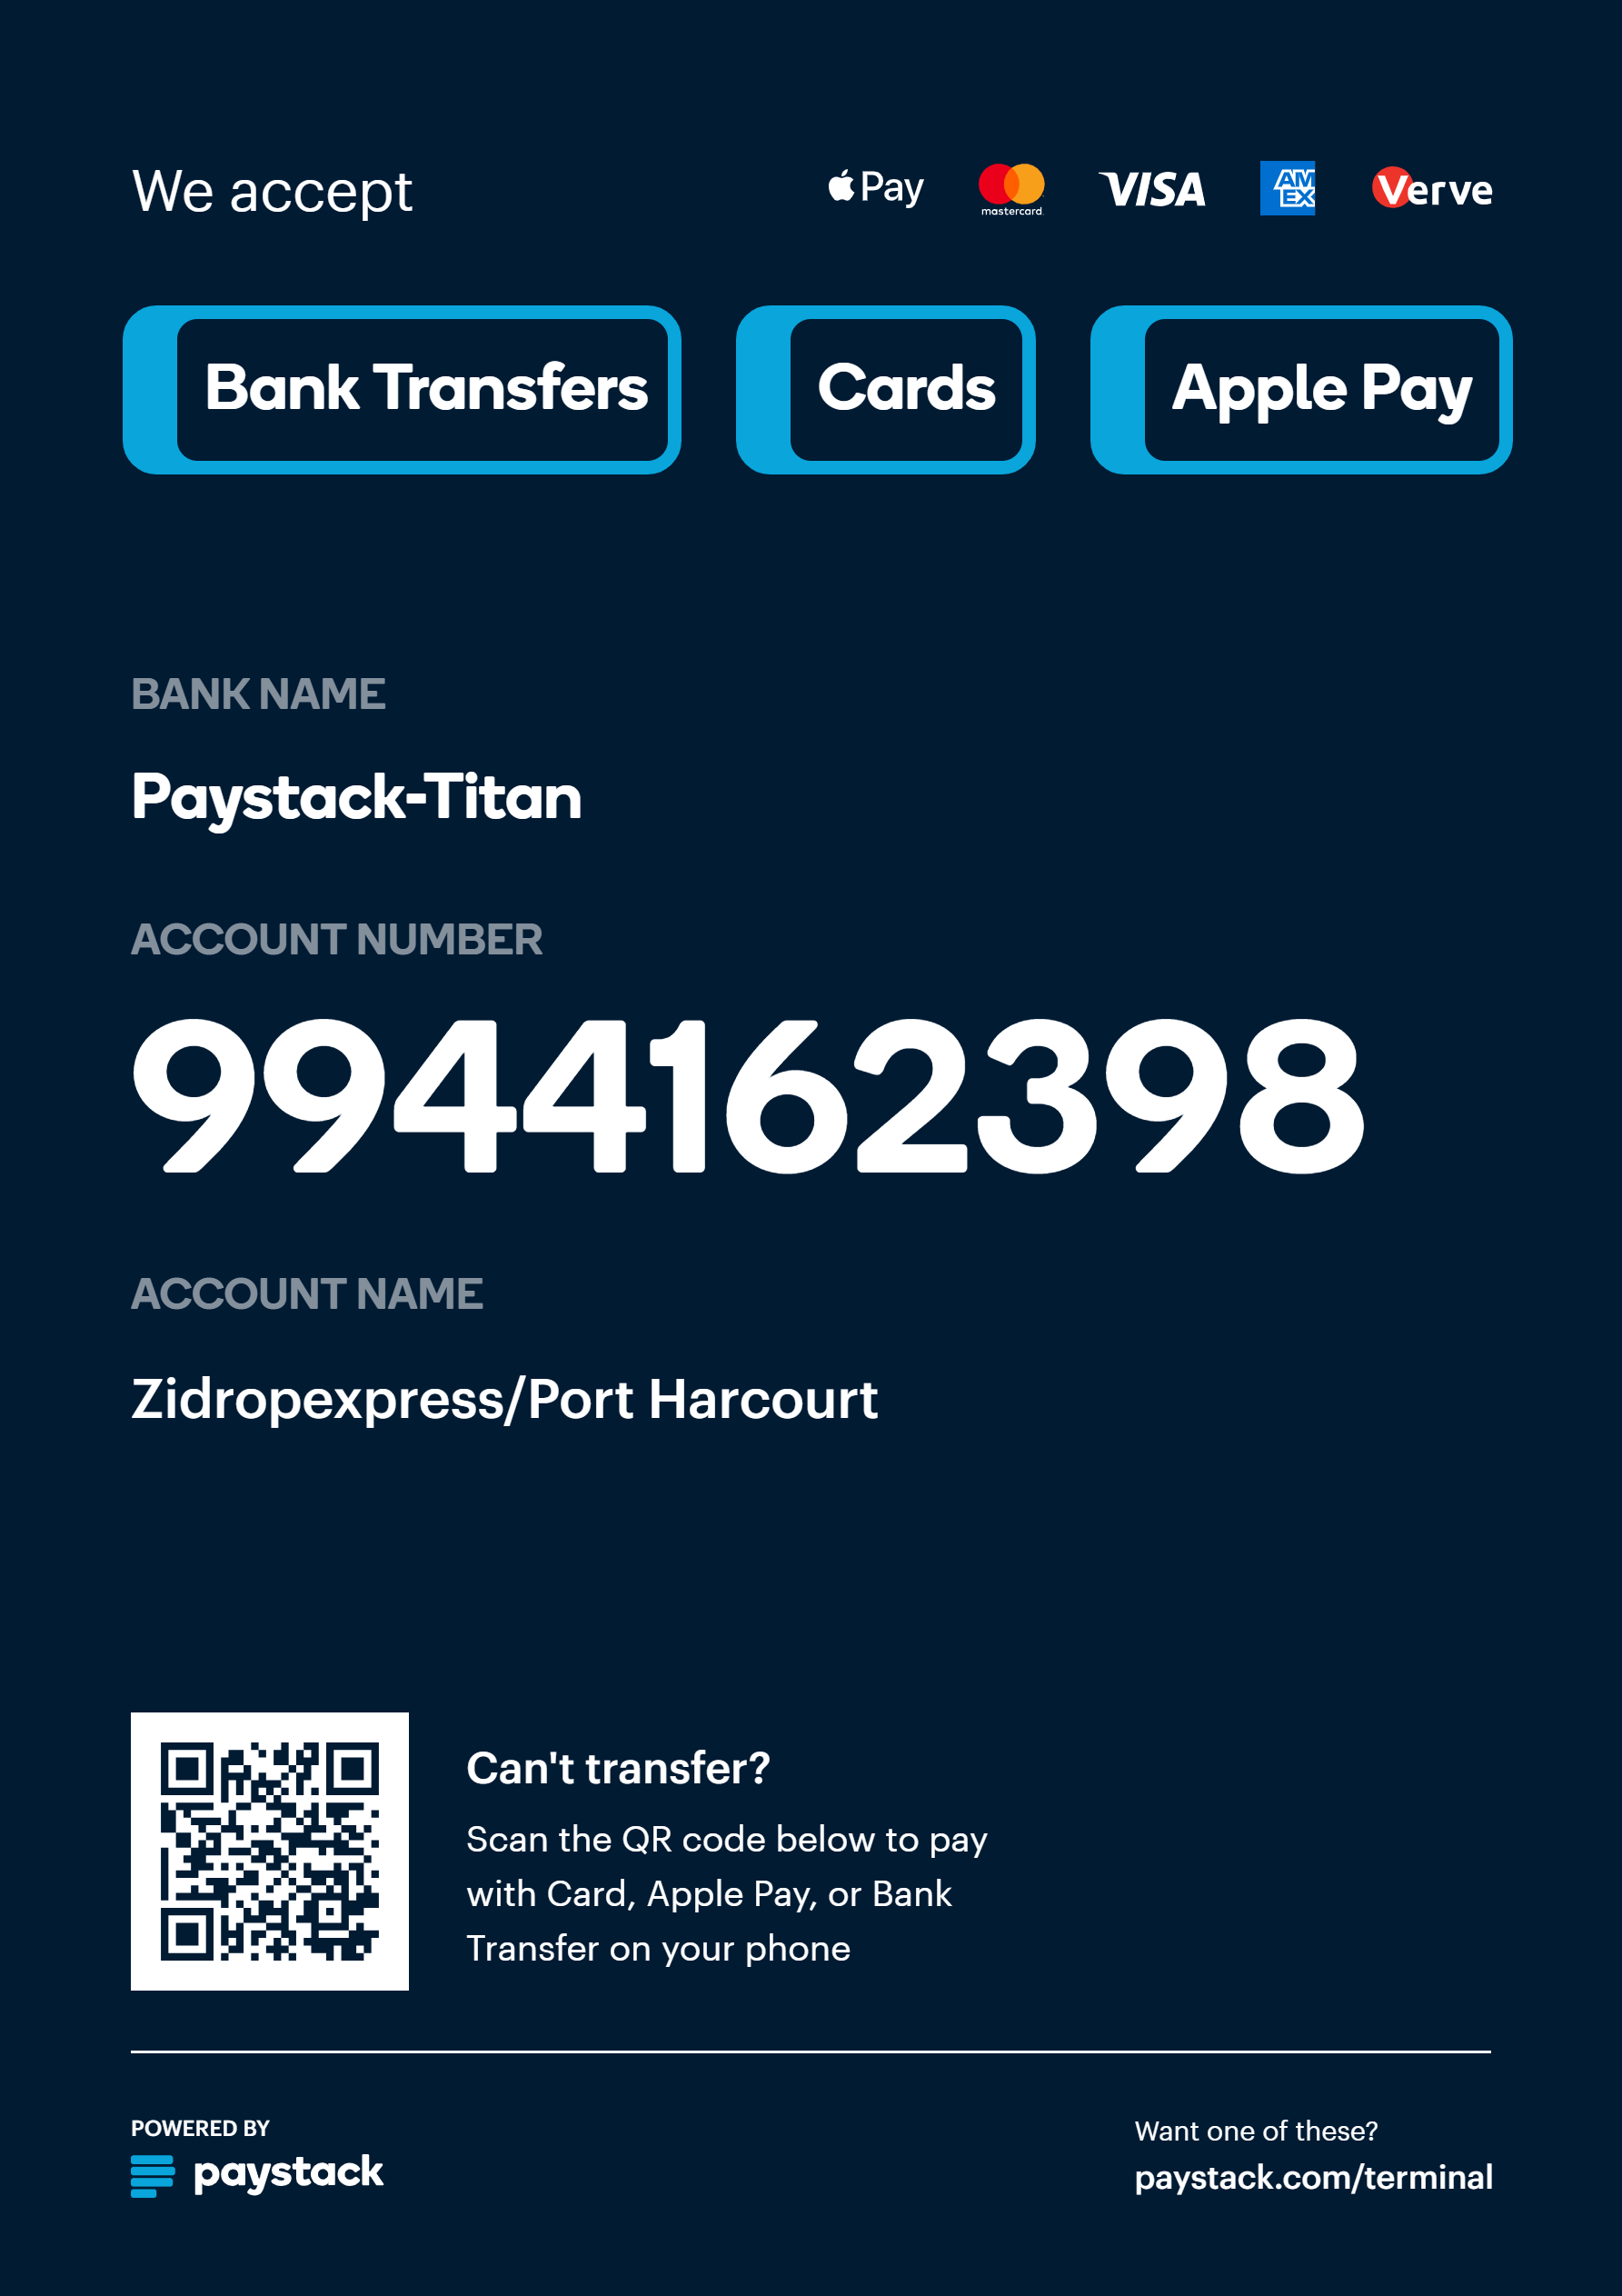 We accept
Pay
mastercard
VISA
AMEX
Verve
Bank Transfers
Cards
Apple Pay
BANK NAME
Paystack-Titan
ACCOUNT NUMBER
9944162398
ACCOUNT NAME
Zidropexpress/Port Harcourt
Can't transfer?
Scan the QR code below to pay
with Card, Apple Pay, or Bank
Transfer on your phone
POWERED BY
paystack
Want one of these?
paystack.com/terminal